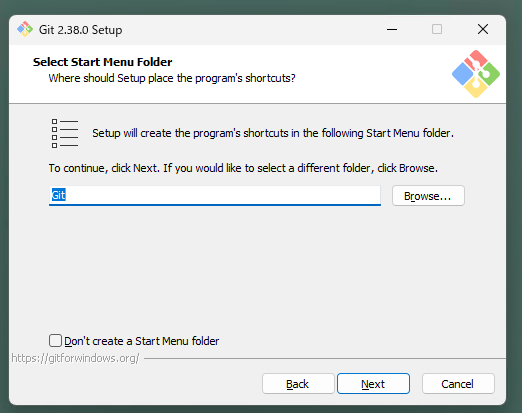 Git 2.38.0 Setup
Select Start Menu Folder
Where should Setup place the program's shortcuts?
Setup will create the program's shortcuts in the following Start Menu folder.
To continue, click Next. If you would like to select a different folder, click Browse.
Git
Browse...
Don't create a Start Menu folder
https://gitforwindows.org/
Back
Next
Cancel